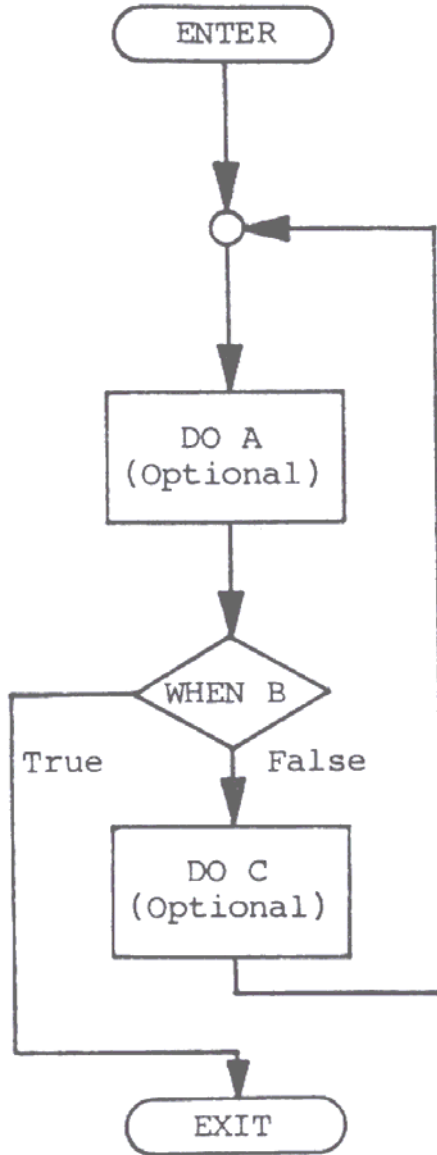 ENTER
DO A
(Optional)
WHEN B
True
False
DO C
(Optional)
EXIT